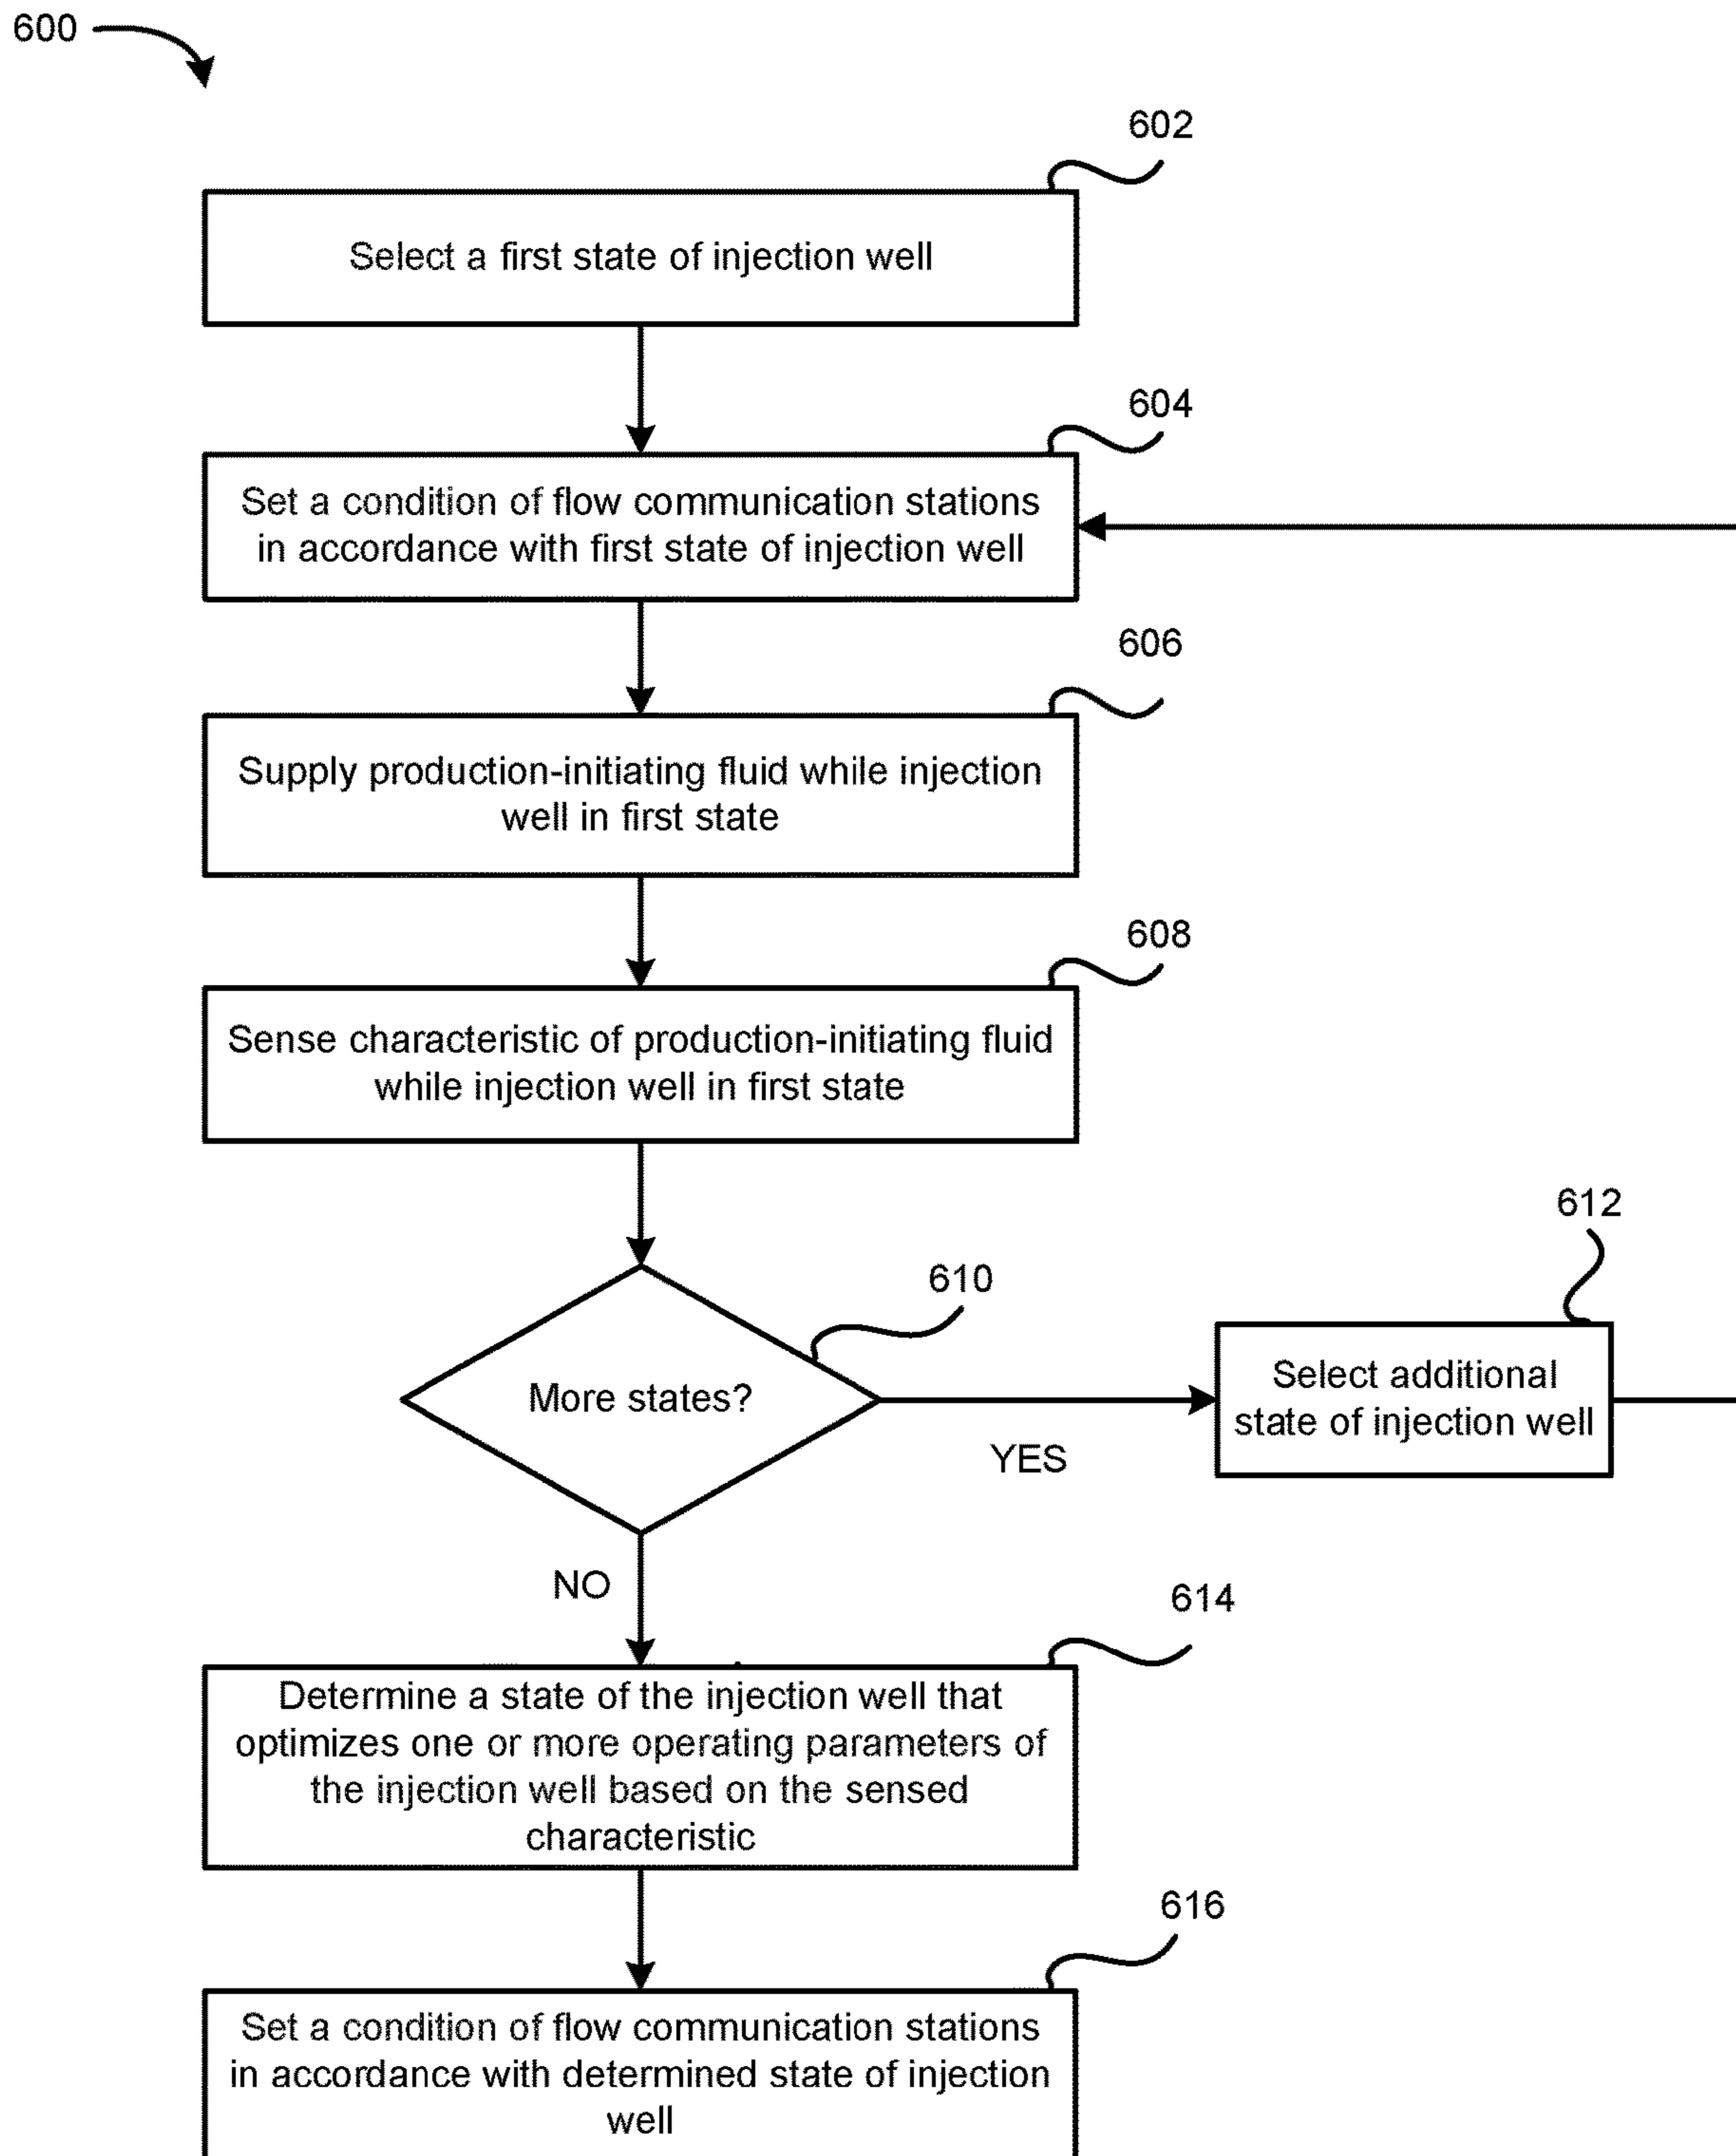 600
602
Select a first state of injection well
604
Set a condition of flow communication stations
in accordance with first state of injection well
606
Supply production-initiating fluid while injection
well in first state
608
Sense characteristic of production-initiating fluid
while injection well in first state
610
More states?
YES
612
Select additional
state of injection well
NO
614
Determine a state of the injection well that
optimizes one or more operating parameters of
the injection well based on the sensed
characteristic
616
Set a condition of flow communication stations
in accordance with determined state of injection
well